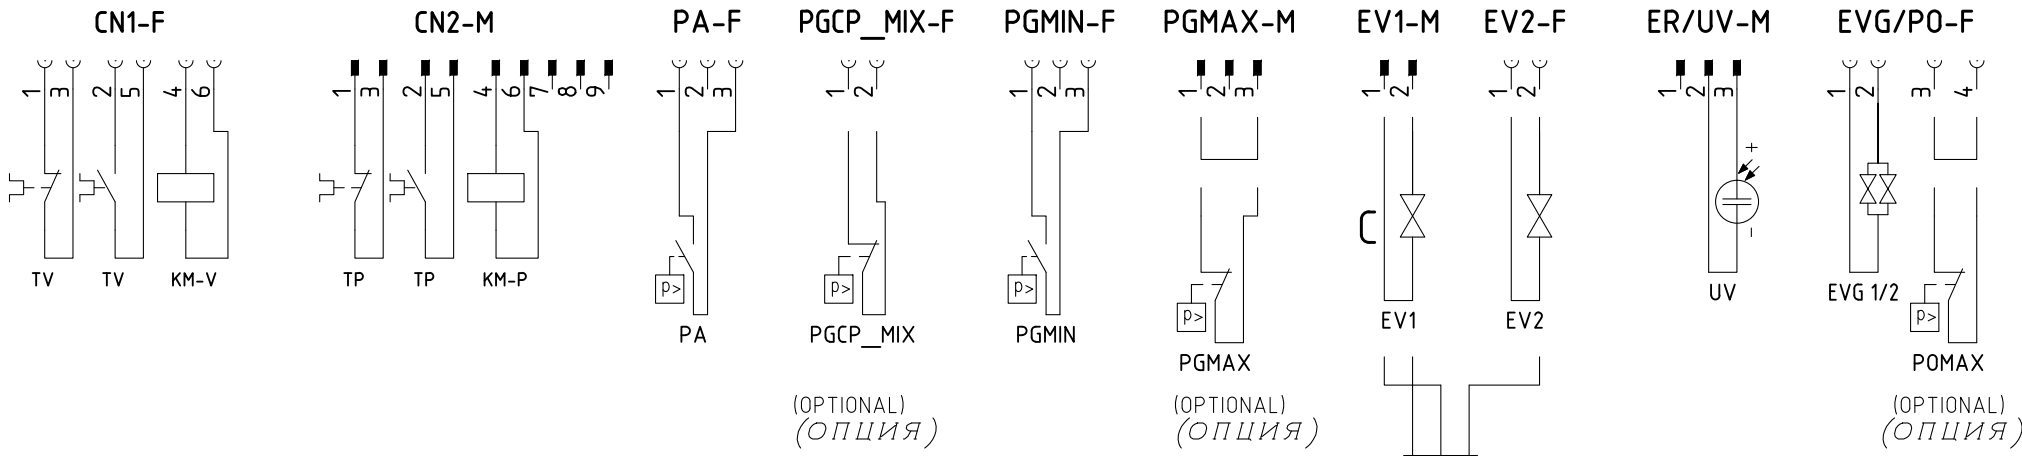 CN1-F CN2-M PA-F PGCP_MIX-F PGMIN-F PGMAX-M EV1-M EV2-F ER/UV-M EVG/PO-F
1 3 2 5 4 6 1 3 2 5 4 6 7 8 9 1 2 3 1 2 1 2 3 1 2 3 1 2 1 2 1 2 3 1 2 3 4
+
-
TV TV KM-V TP TP KM-P
p> p> p> p> p>
UV EVG 1/2
EV1 EV2
PA PGCP_MIX PGMIN
PGMAX POMAX
(OPTIONAL) (OPTIONAL) (OPTIONAL)
(ОПЦИЯ) (ОПЦИЯ) (ОПЦИЯ)